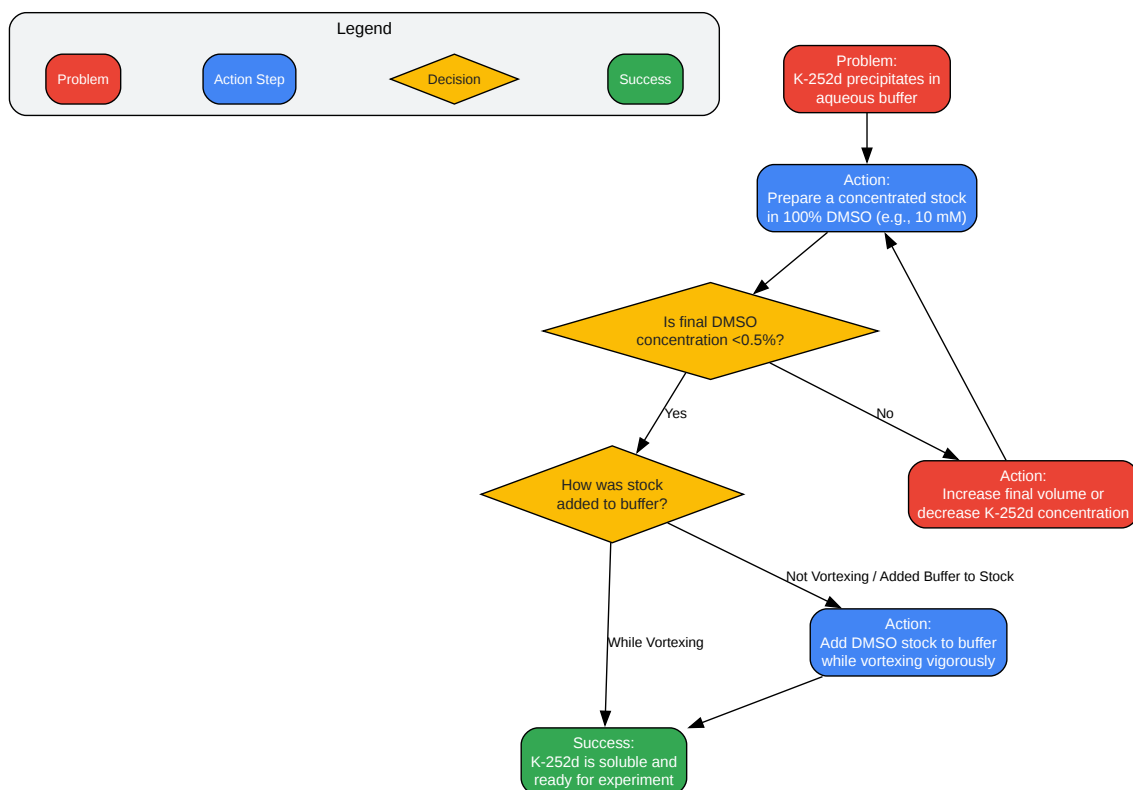 Legend
Problem
Action Step
Decision
Success
Problem:
K-252d precipitates in
aqueous buffer
Action:
Prepare a concentrated stock
in 100% DMSO (e.g., 10 mM)
Is final DMSO
concentration <0.5%?
Yes
No
How was stock
added to buffer?
Action:
Increase final volume or
decrease K-252d concentration
Not Vortexing / Added Buffer to Stock
While Vortexing
Action:
Add DMSO stock to buffer
while vortexing vigorously
Success:
K-252d is soluble and
ready for experiment